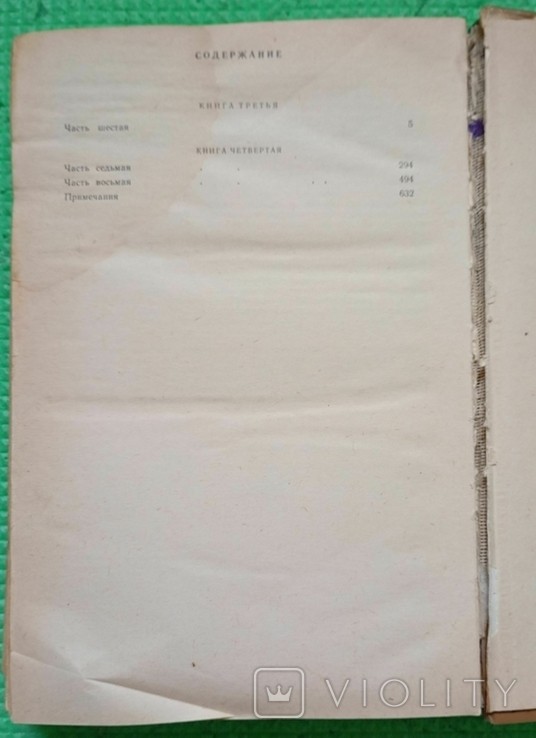 СОДЕРЖАНИЕ
КНИГА ТРЕТЬЯ
Часть шестая 5
КНИГА ЧЕТВЕРТАЯ
Часть седьмая . . 294
Часть восьмая . . . . 494
Примечания 632
VIOLITY